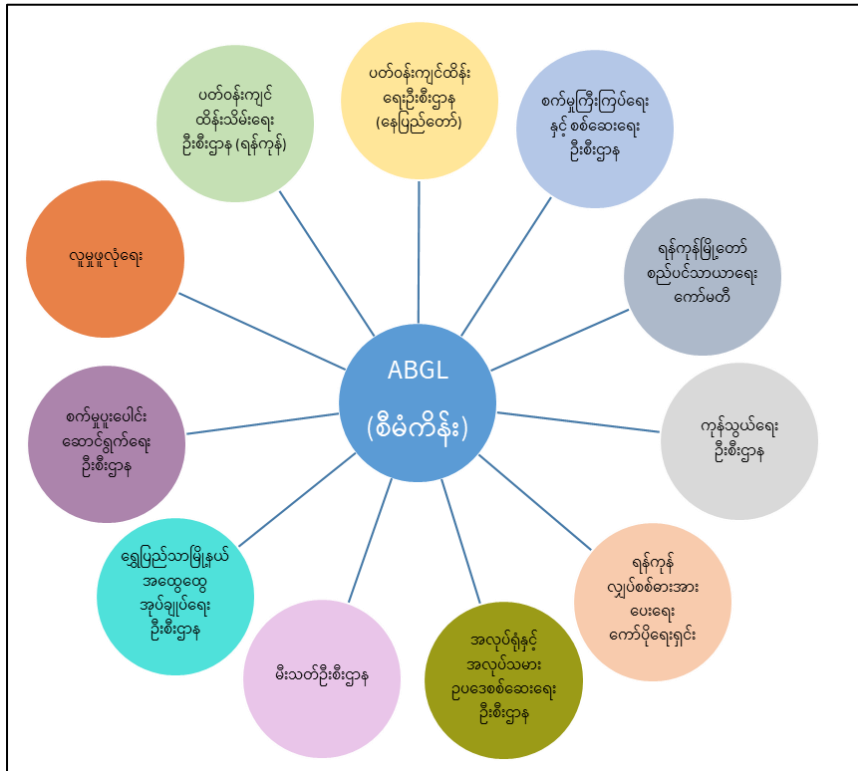 ပတ်ဝန်းကျင်ထိန်း
ရေးဦးစီးဌာန
(နေပြည်တော်)
စက်မှုကြီးကြပ်ရေး
နှင့် စစ်ဆေးရေး
ဦးစီးဌာန
ရန်ကုန်မြို့တော်
စည်ပင်သာယာရေး
ကော်မတီ
ကုန်သွယ်ရေး
ဦးစီးဌာန
ရန်ကုန်
လျှပ်စစ်ဓားအား
ပေးရေး
ကော်ပိုရေးရှင်း
အလုပ်ရုံနှင့်
အလုပ်သမား
ဥပဒေစစ်ဆေးရေး
ဦးစီးဌာန
မီးသတ်ဦးစီးဌာန
ရွှေပြည်သာမြို့နယ်
အထွေထွေ
အုပ်ချုပ်ရေး
ဦးစီးဌာန
စက်မှုပူးပေါင်း
ဆောင်ရွက်ရေး
ဦးစီးဌာန
လူမှုဖူလုံရေး
ပတ်ဝန်းကျင်
ထိန်းသိမ်းရေး
ဦးစီးဌာန (ရန်ကုန်)
ABGL
(စီမံကိန်း)